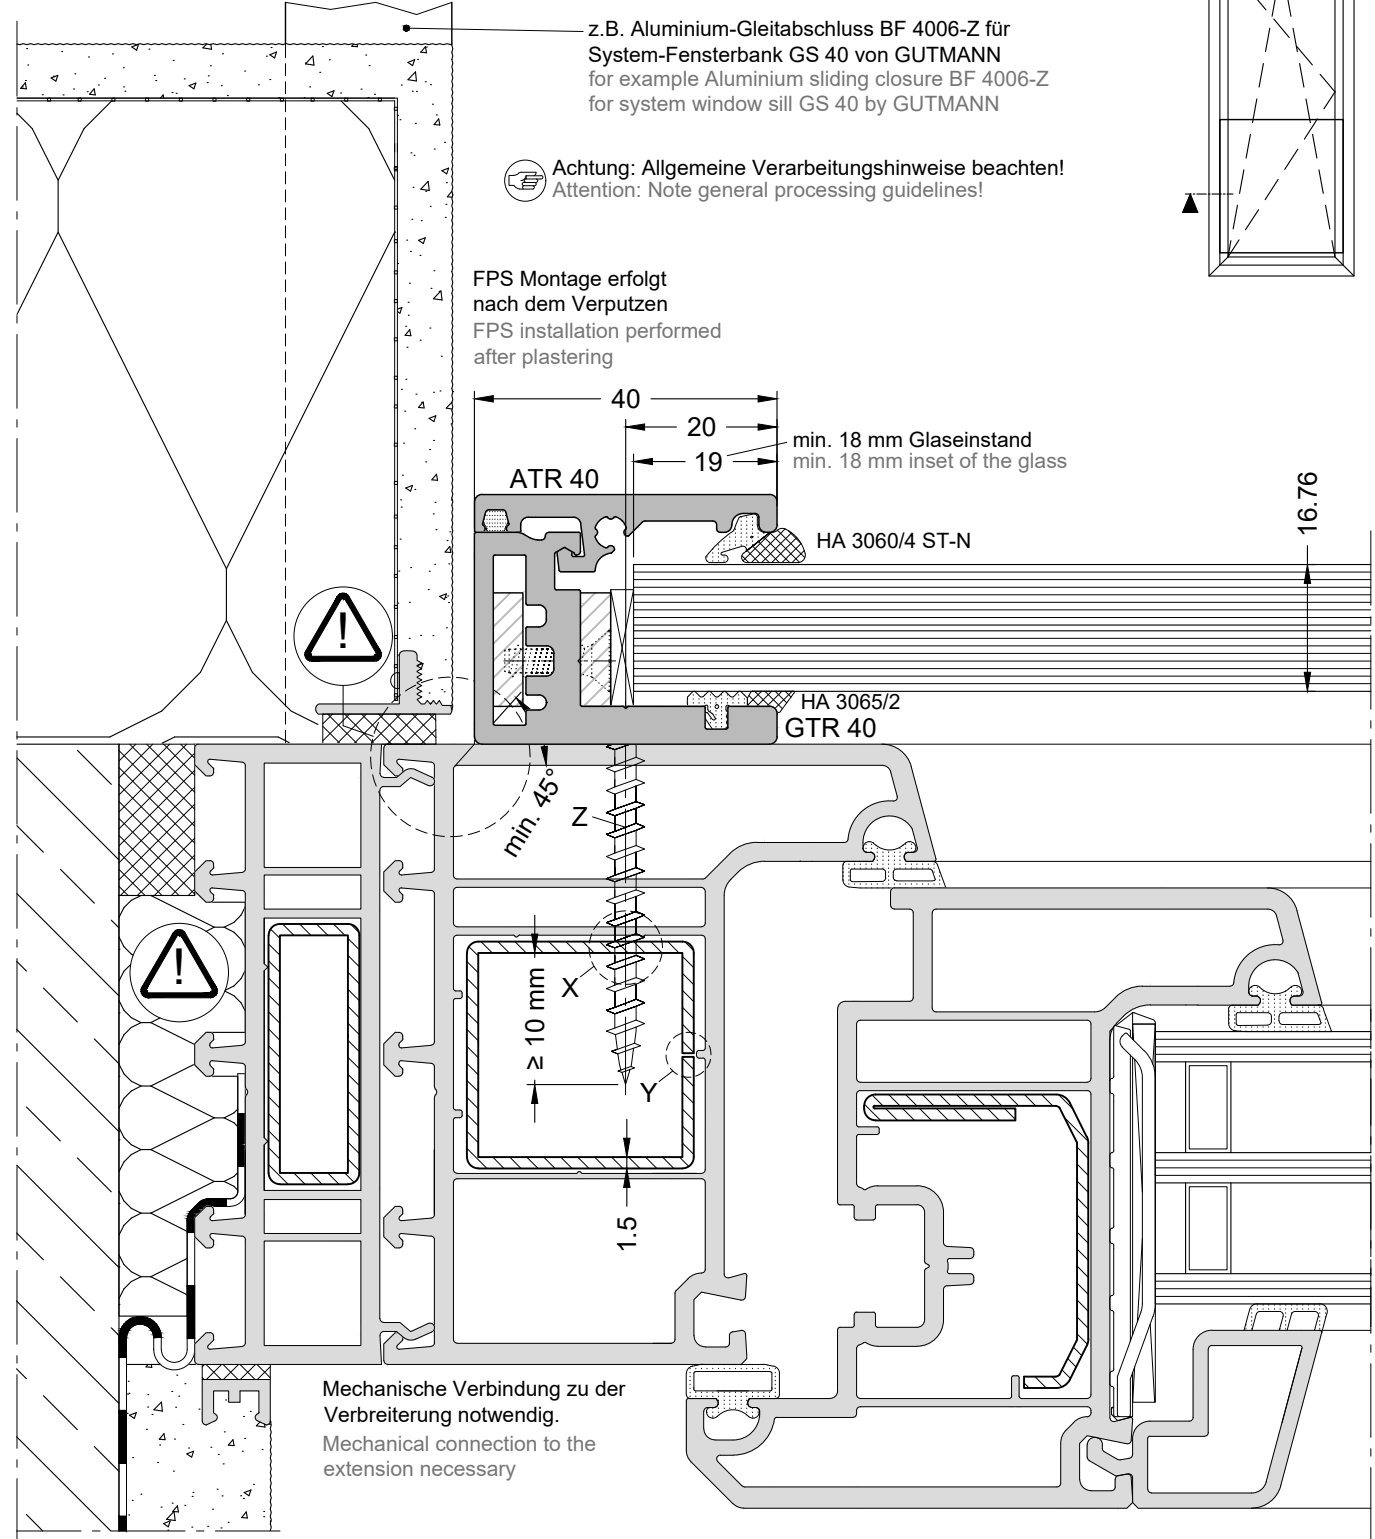 z.B. Aluminium-Gleitabschluss BF 4006-Z für
System-Fensterbank GS 40 von GUTMANN
for example Aluminium sliding closure BF 4006-Z
for system window sill GS 40 by GUTMANN
Achtung: Allgemeine Verarbeitungshinweise beachten!
Attention: Note general processing guidelines!
FPS Montage erfolgt
nach dem Verputzen
FPS installation performed
after plastering
40
20
19
min. 18 mm Glaseinstand
min. 18 mm inset of the glass
ATR 40
16.76
HA 3060/4 ST-N
!
HA 3065/2
GTR 40
min. 45°
Z
!
X
≥ 10 mm
Y
1.5
Mechanische Verbindung zu der
Verbreiterung notwendig.
Mechanical connection to the
extension necessary